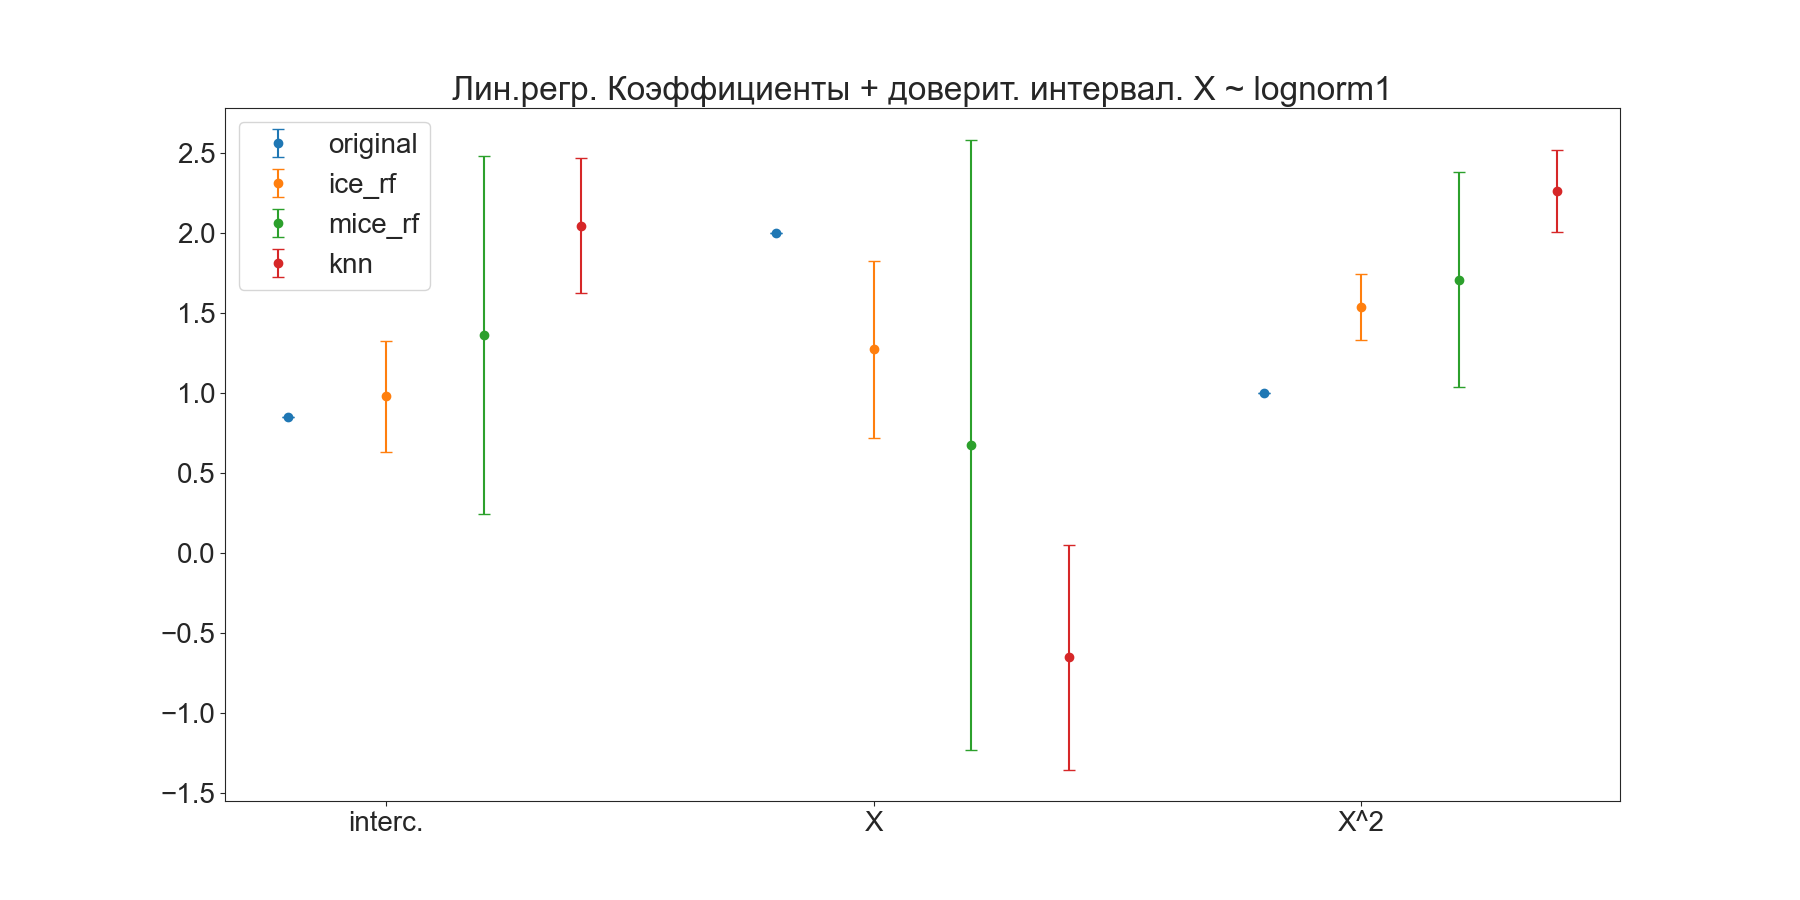 Лин.регр. Коэффициенты + доверит. интервал. X ~ lognorm1
original
ice_rf
mice_rf
knn
2.5
2.0
1.5
1.0
0.5
0.0
−0.5
−1.0
−1.5
interc.
X
X^2